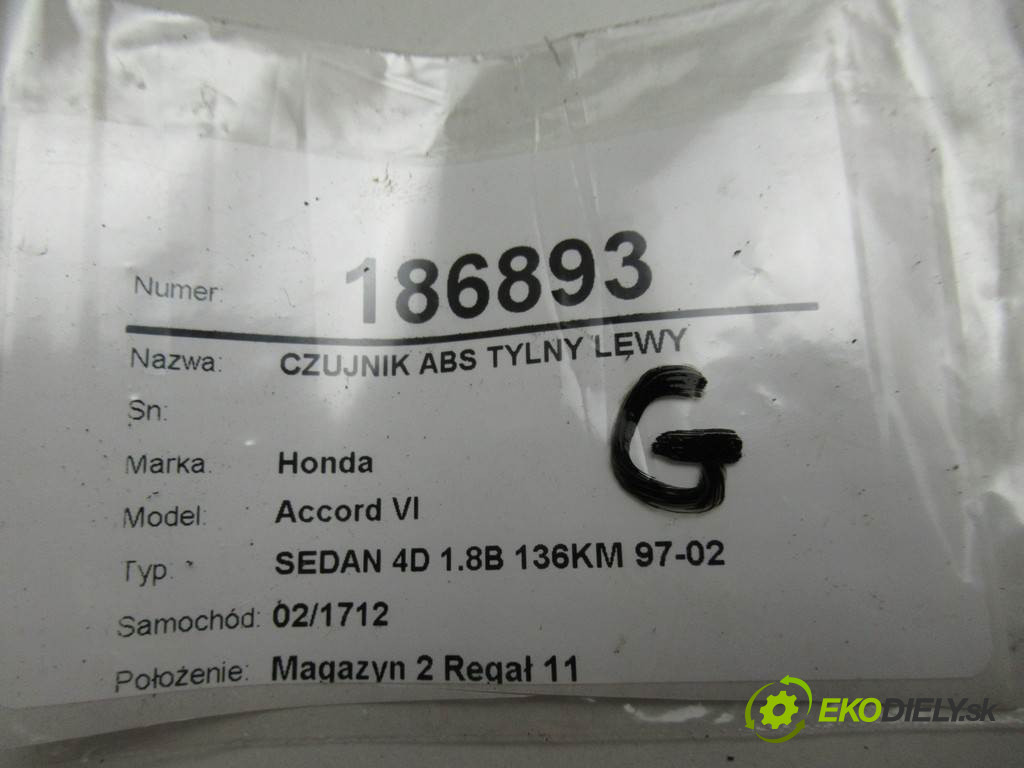 Numer: 186893
Nazwa: CZUJNIK ABS TYLNY LEWY
G
Sn:
Marka: Honda
Model: Accord VI
Typ: SEDAN 4D 1.8B 136KM 97-02
Samochód: 02/1712
Położenie: Magazyn 2 Regał 11
EKODIELY.sk